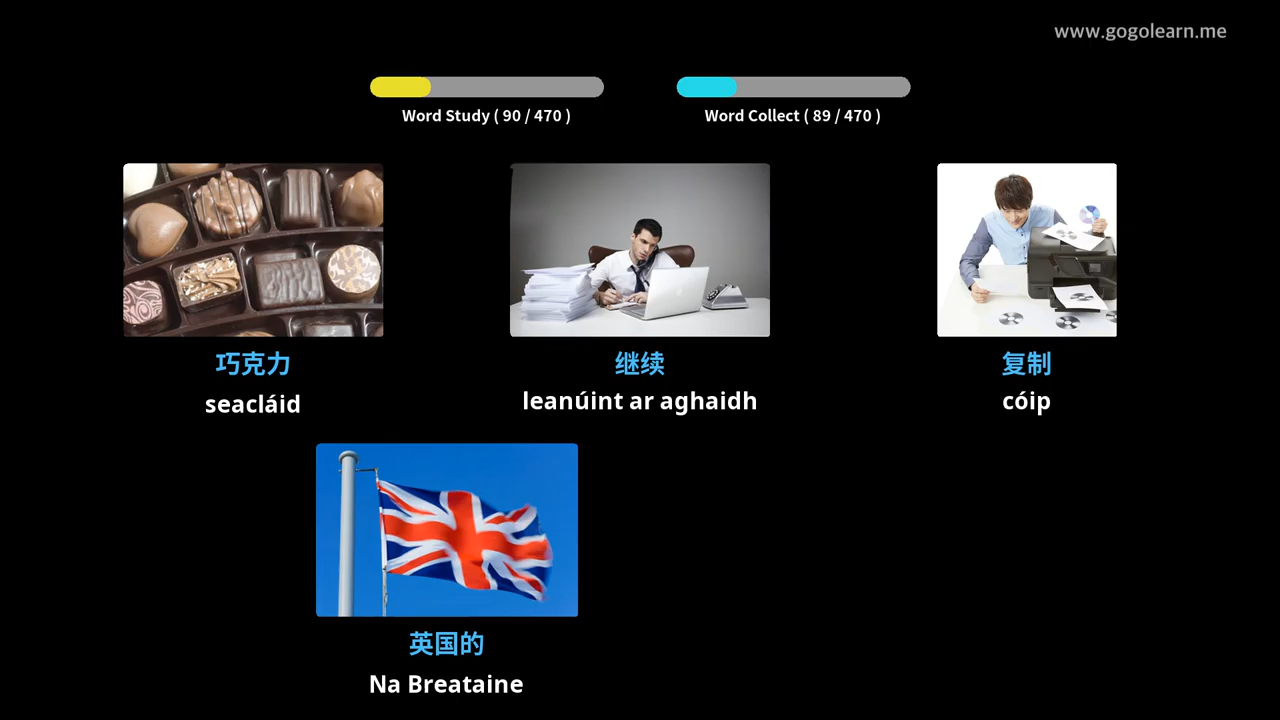 www.gogolearn.me
Word Study ( 90 / 470 )
Word Collect ( 89 / 470 )
巧克力
seacláid
继续
leanúint ar aghaidh
复制
cóip
英国的
Na Breataine